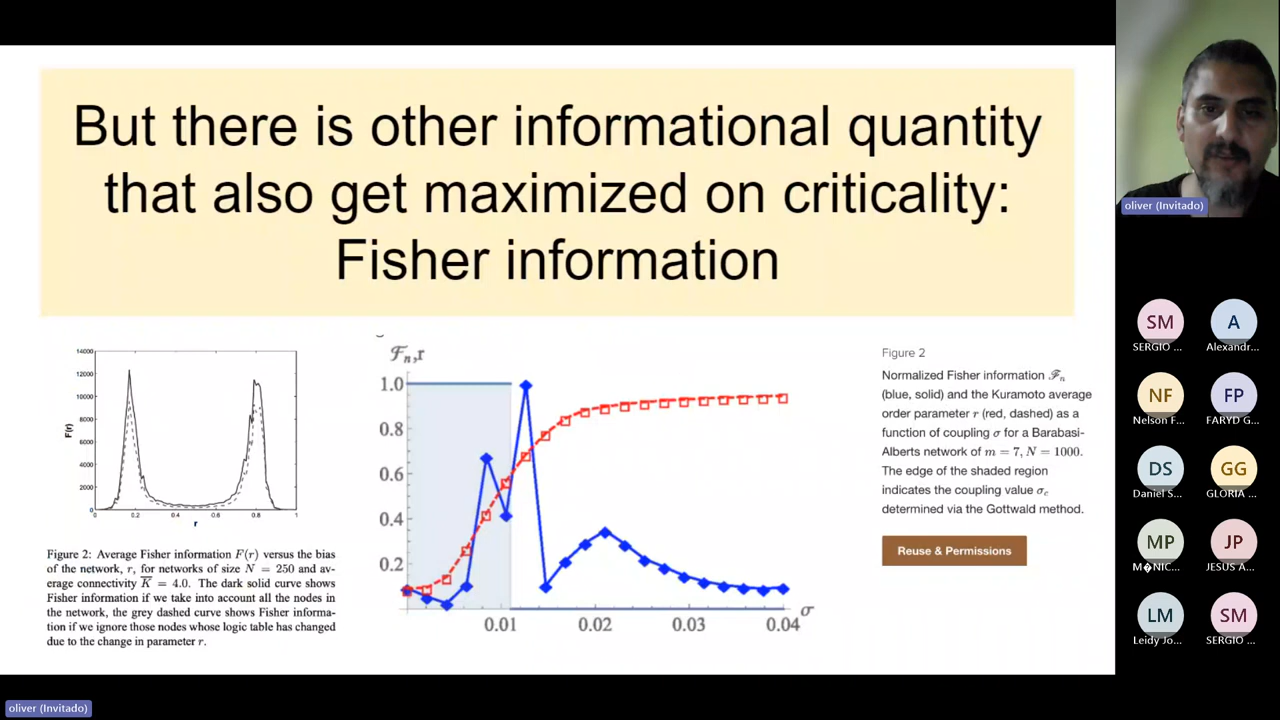 But there is other informational quantity
that also get maximized on criticality:
Fisher information
14000
12000
10000
8000
6000
4000
2000
0
F(r)
0 0.2 0.4 0.6 0.8 1
r
Figure 2: Average Fisher information F(r) versus the bias
of the network, r, for networks of size N = 250 and av-
erage connectivity K̅ = 4.0. The dark solid curve shows
Fisher information if we take into account all the nodes in
the network, the grey dashed curve shows Fisher informa-
tion if we ignore those nodes whose logic table has changed
due to the change in parameter r.
ℱn,r
1.0
0.8
0.6
0.4
0.2
0.01 0.02 0.03 0.04
σ
Figure 2
Normalized Fisher information ℱn
(blue, solid) and the Kuramoto average
order parameter r (red, dashed) as a
function of coupling σ for a Barabasi-
Alberts network of m = 7, N = 1000.
The edge of the shaded region
indicates the coupling value σc
determined via the Gottwald method.
Reuse & Permissions
oliver (Invitado)
SM
SERGIO ...
A
Alexandr...
NF
Nelson F...
FP
FARYD G...
DS
Daniel S...
GG
GLORIA ...
MP
M�NIC...
JP
JESUS A...
LM
Leidy Jo...
SM
SERGIO ...
oliver (Invitado)